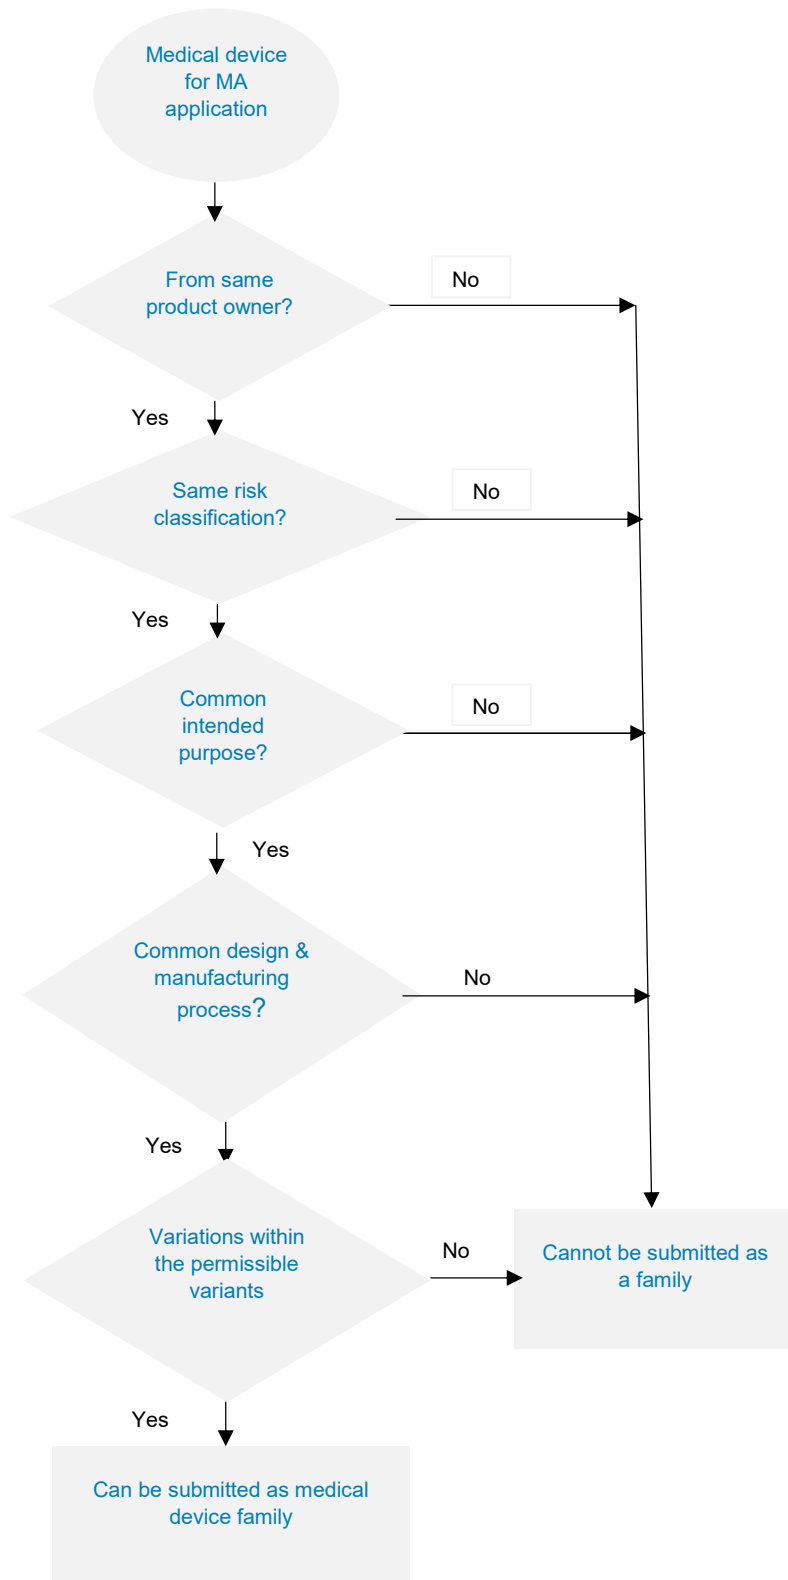 Medical device
for MA
application
From same
product owner?
No
Yes
Same risk
classification?
No
Yes
Common
intended
purpose?
No
Yes
Common design &
manufacturing
process?
No
Yes
Variations within
the permissible
variants
No
Cannot be submitted as
a family
Yes
Can be submitted as medical
device family